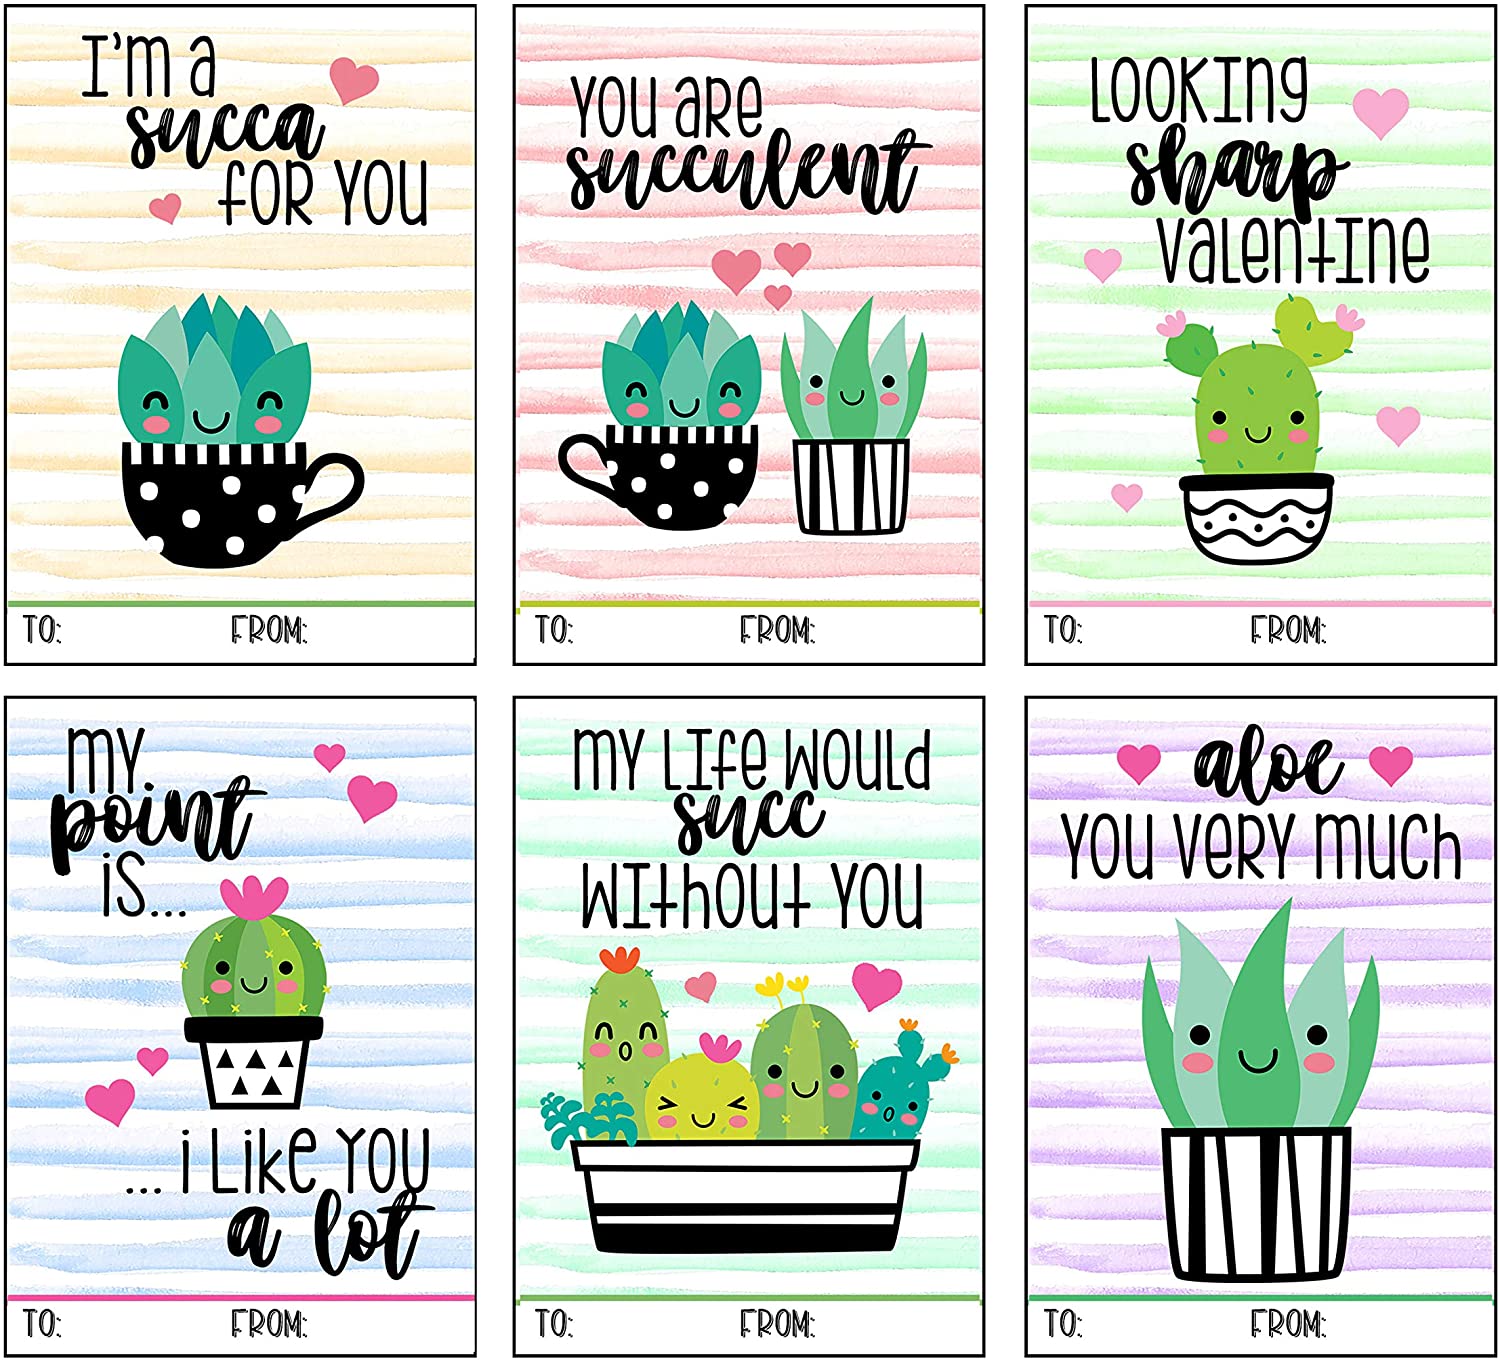 I'm a
succa
for you
TO: FROM:
You are
succulent
TO: FROM:
Looking
sharp
Valentine
TO: FROM:
My
point
is...
... i Like You
a lot
TO: FROM:
My Life Would
succ
Without You
TO: FROM:
aloe
You Very Much
TO: FROM: